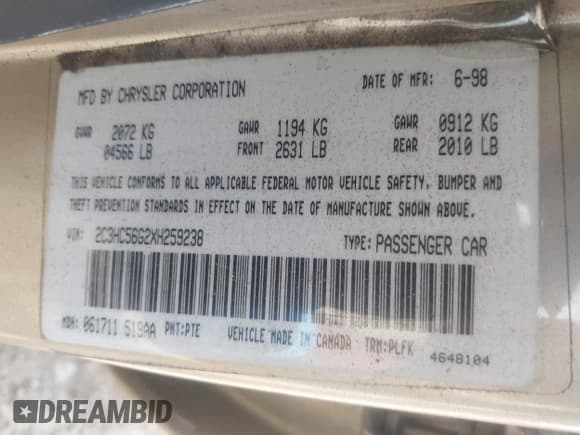 MFD BY CHRYSLER CORPORATION DATE OF MFR: 6-98
GAWR 2072 KG GAWR 1194 KG GAWR 0912 KG
04566 LB FRONT 2631 LB REAR 2010 LB
THIS VEHICLE CONFORMS TO ALL APPLICABLE FEDERAL MOTOR VEHICLE SAFETY, BUMPER AND
THEFT PREVENTION STANDARDS IN EFFECT ON THE DATE OF MANUFACTURE SHOWN ABOVE.
VIN: 2C3HC56G2XH259238 TYPE: PASSENGER CAR
MDH: 061711 519AA PNT:PTE VEHICLE MADE IN CANADA TRM:PLFK 4648104
DREAMBID